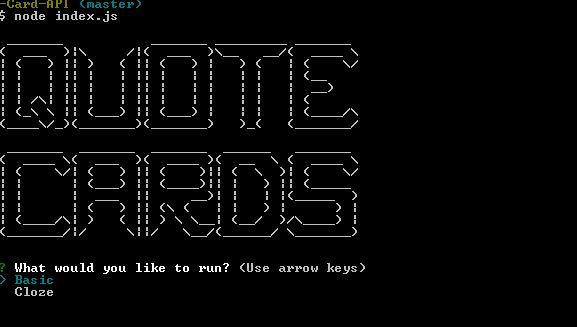 -Card-API (master)
$ node index.js
QUOTE
CARDS
? What would you like to run? (Use arrow keys)
> Basic
Cloze